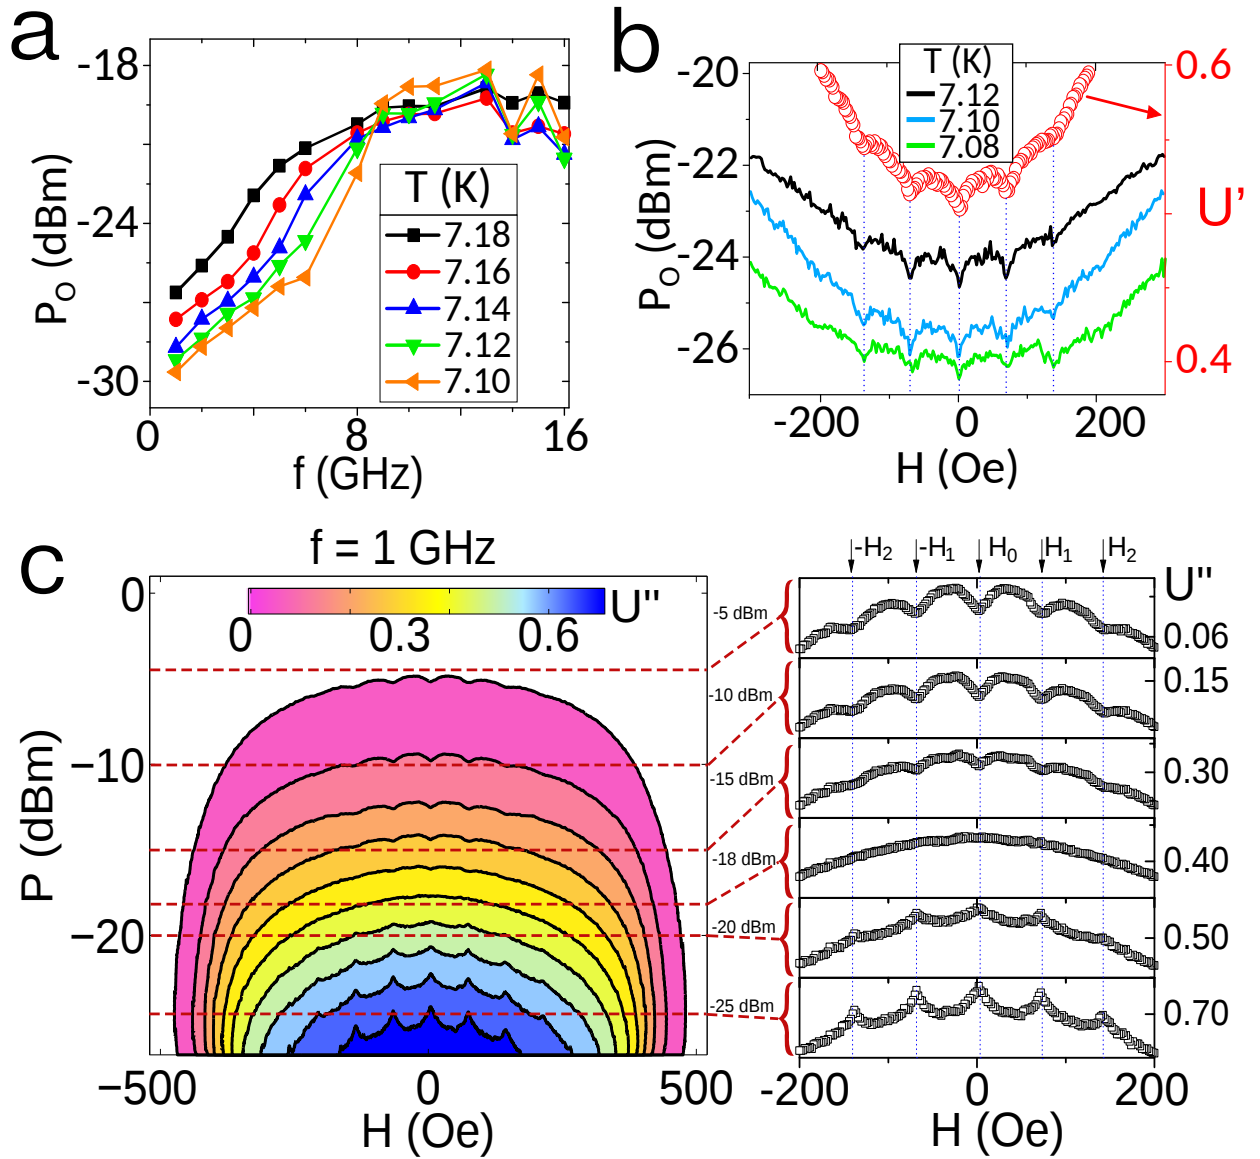 a
-18
-24
-30
P_O (dBm)
T (K)
7.18
7.16
7.14
7.12
7.10
0
8
16
f (GHz)
b
-20
-22
-24
-26
P_O (dBm)
T (K)
7.12
7.10
7.08
0.6
U'
0.4
-200
0
200
H (Oe)
c
f = 1 GHz
0
−10
−20
P (dBm)
U"
0
0.3
0.6
−500
0
500
H (Oe)
-H₂
-H₁
H₀
H₁
H₂
U"
-5 dBm
0.06
-10 dBm
0.15
-15 dBm
0.30
-18 dBm
0.40
-20 dBm
0.50
-25 dBm
0.70
-200
0
200
H (Oe)